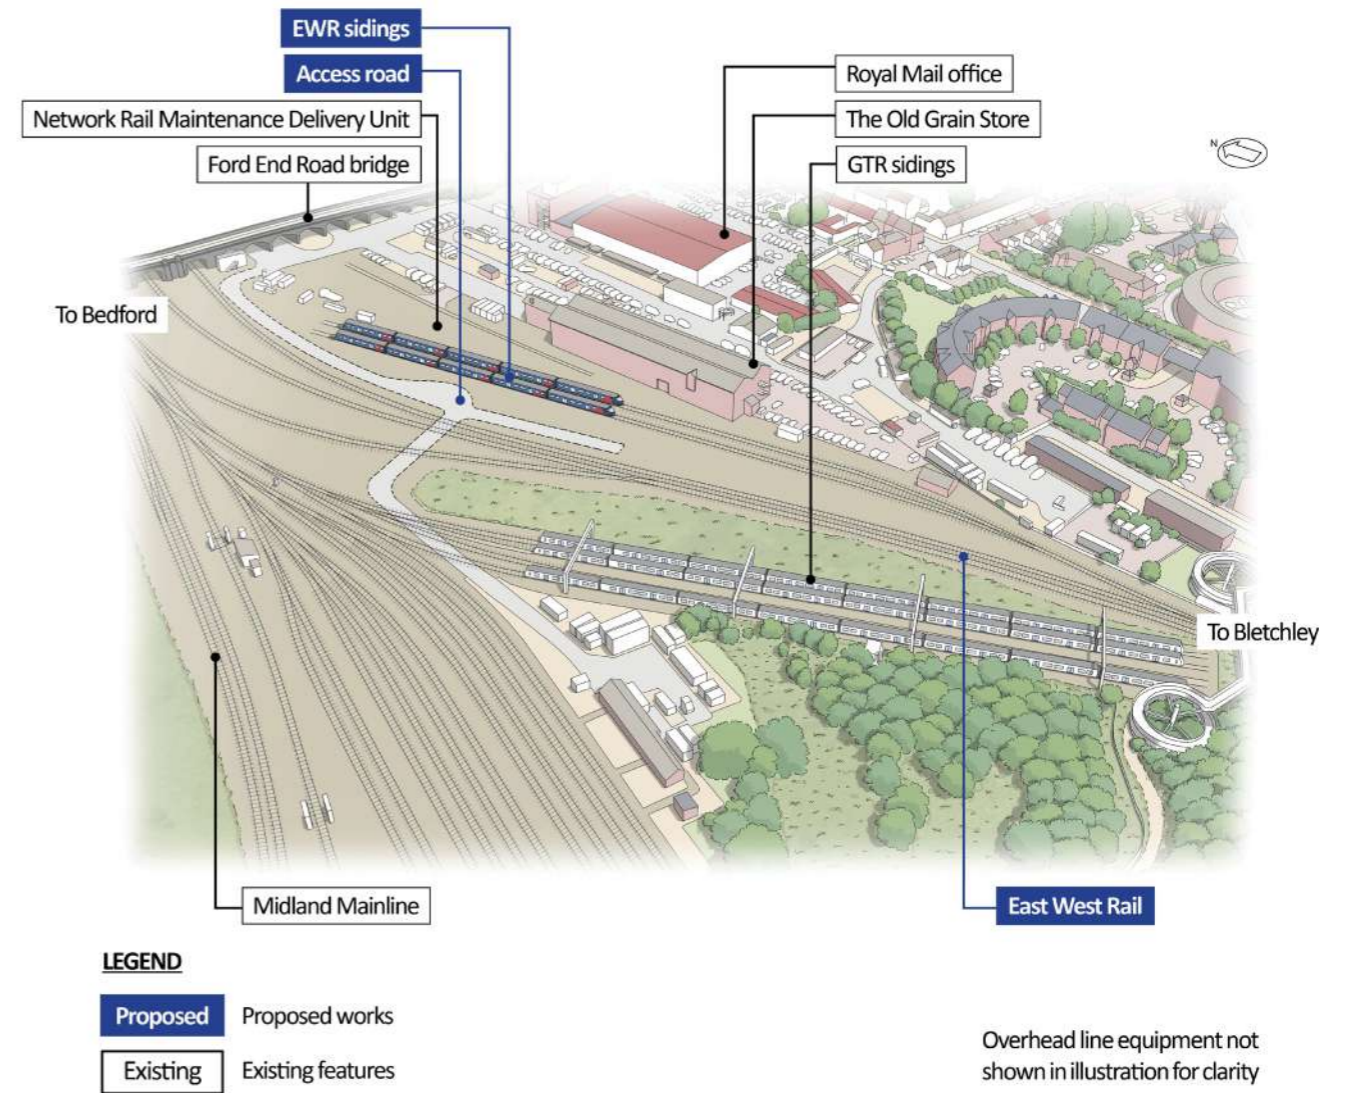 EWR sidings
Access road
Network Rail Maintenance Delivery Unit
Ford End Road bridge
Royal Mail office
The Old Grain Store
GTR sidings
N
To Bedford
To Bletchley
Midland Mainline
East West Rail
LEGEND
Proposed Proposed works
Existing Existing features
Overhead line equipment not
shown in illustration for clarity